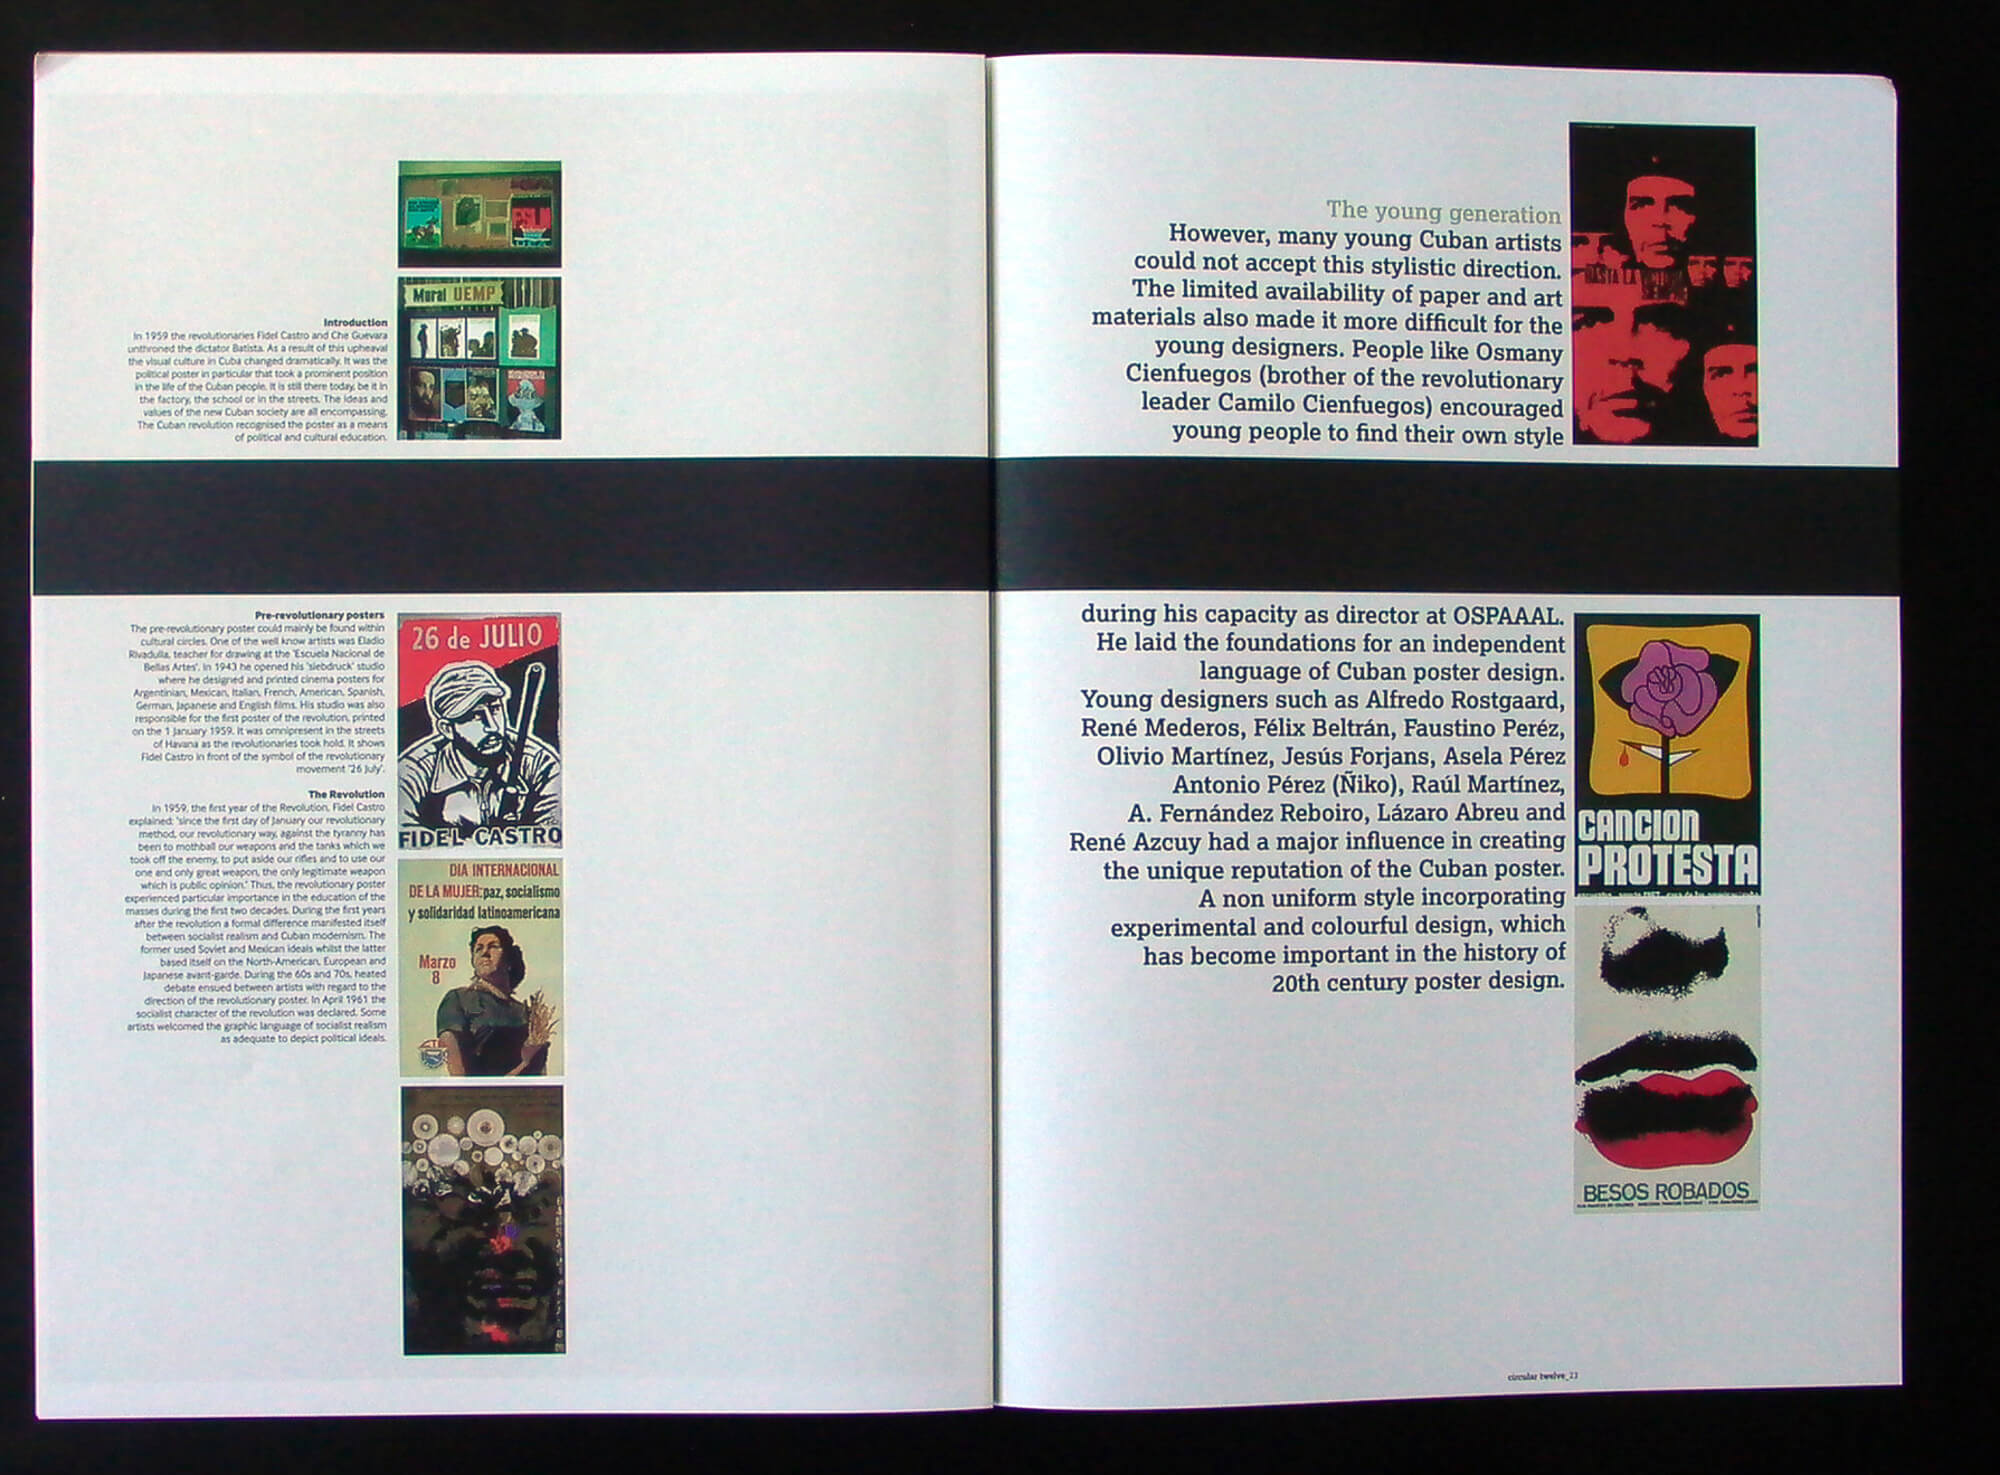 Mural UEMP
Introduction
In 1959 the revolutionaries Fidel Castro and Che Guevara
unthroned the dictator Batista. As a result of this upheaval
the visual culture in Cuba changed dramatically. It was the
political poster in particular that took a prominent position
in the life of the Cuban people. It is still there today, be it in
the factory, the school or in the streets. The ideas and
values of the new Cuban society are all encompassing.
The Cuban revolution recognised the poster as a means
of political and cultural education.
Pre-revolutionary posters
The pre-revolutionary poster could mainly be found within
cultural circles. One of the well know artists was Eladio
Rivadulla, teacher for drawing at the 'Escuela Nacional de
Bellas Artes'. In 1943 he opened his 'siebdruck' studio
where he designed and printed cinema posters for
Argentinian, Mexican, Italian, French, American, Spanish,
German, Japanese and English films. His studio was also
responsible for the first poster of the revolution, printed
on the 1 January 1959. It was omnipresent in the streets
of Havana as the revolutionaries took hold. It shows
Fidel Castro in front of the symbol of the revolutionary
movement '26 July'.
The Revolution
In 1959, the first year of the Revolution, Fidel Castro
explained: 'since the first day of January our revolutionary
method, our revolutionary way, against the tyranny has
been to mothball our weapons and the tanks which we
took off the enemy, to put aside our rifles and to use our
one and only great weapon, the only legitimate weapon
which is public opinion.' Thus, the revolutionary poster
experienced particular importance in the education of the
masses during the first two decades. During the first years
after the revolution a formal difference manifested itself
between socialist realism and Cuban modernism. The
former used Soviet and Mexican ideals whilst the latter
based itself on the North-American, European and
Japanese avant-garde. During the 60s and 70s, heated
debate ensued between artists with regard to the
direction of the revolutionary poster. In April 1961 the
socialist character of the revolution was declared. Some
artists welcomed the graphic language of socialist realism
as adequate to depict political ideals.
26 de JULIO
FIDEL CASTRO
DIA INTERNACIONAL
DE LA MUJER: paz, socialismo
y solidaridad latinoamericana
Marzo
8
The young generation
However, many young Cuban artists
could not accept this stylistic direction.
The limited availability of paper and art
materials also made it more difficult for the
young designers. People like Osmany
Cienfuegos (brother of the revolutionary
leader Camilo Cienfuegos) encouraged
young people to find their own style
during his capacity as director at OSPAAAL.
He laid the foundations for an independent
language of Cuban poster design.
Young designers such as Alfredo Rostgaard,
René Mederos, Félix Beltrán, Faustino Peréz,
Olivio Martínez, Jesús Forjans, Asela Pérez
Antonio Pérez (Ñiko), Raúl Martínez,
A. Fernández Reboiro, Lázaro Abreu and
René Azcuy had a major influence in creating
the unique reputation of the Cuban poster.
A non uniform style incorporating
experimental and colourful design, which
has become important in the history of
20th century poster design.
HASTA LA
CANCION
PROTESTA
BESOS ROBADOS
circular twelve_23